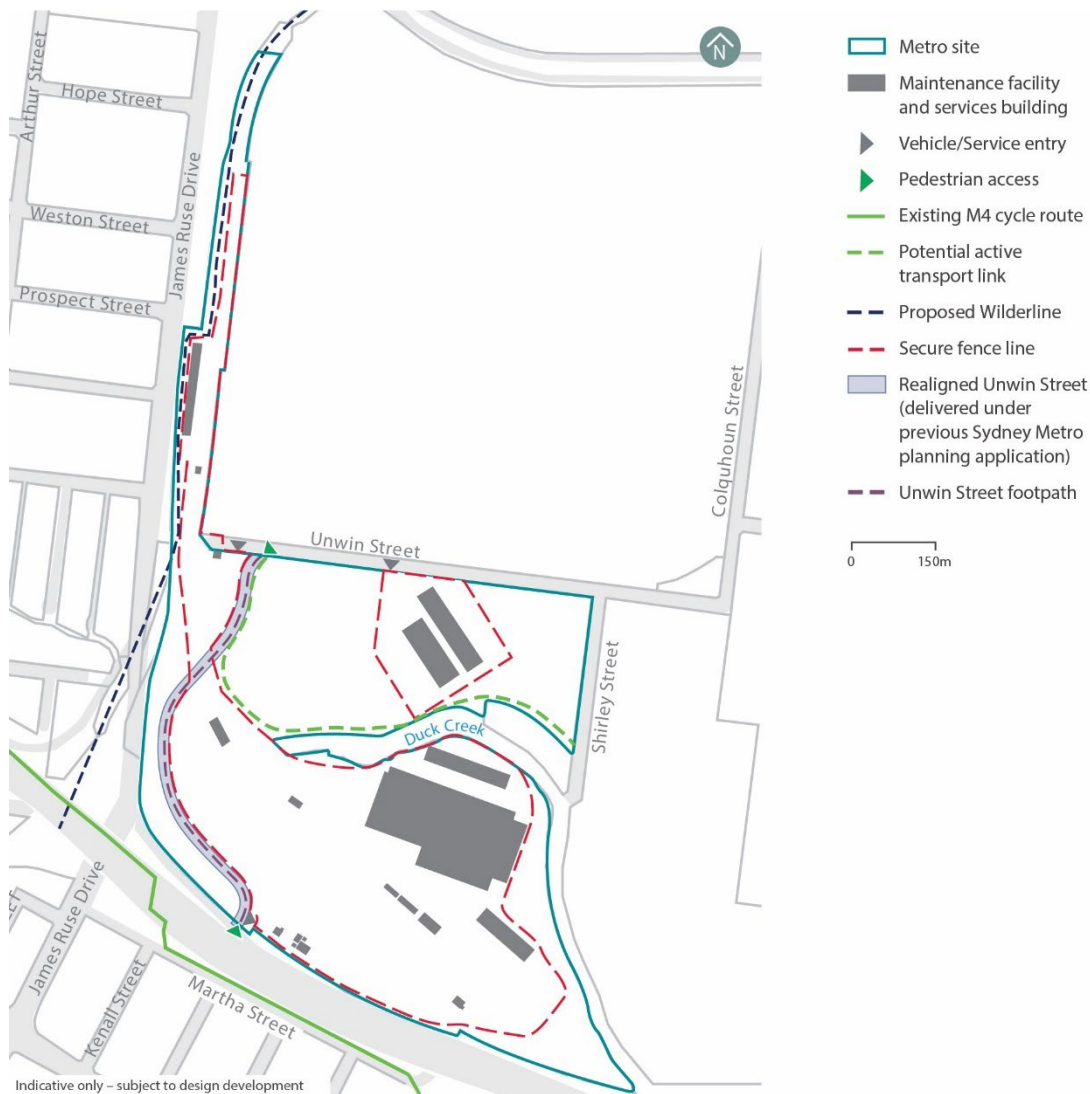 Arthur Street
Hope Street
James Ruse Drive
Weston Street
Prospect Street
N
Colquhoun Street
Unwin Street
Shirley Street
Duck Creek
James Ruse Drive
Kenall Street
Martha Street
Indicative only – subject to design development
Metro site
Maintenance facility
and services building
Vehicle/Service entry
Pedestrian access
Existing M4 cycle route
Potential active
transport link
Proposed Wilderline
Secure fence line
Realigned Unwin Street
(delivered under
previous Sydney Metro
planning application)
Unwin Street footpath
0 150m